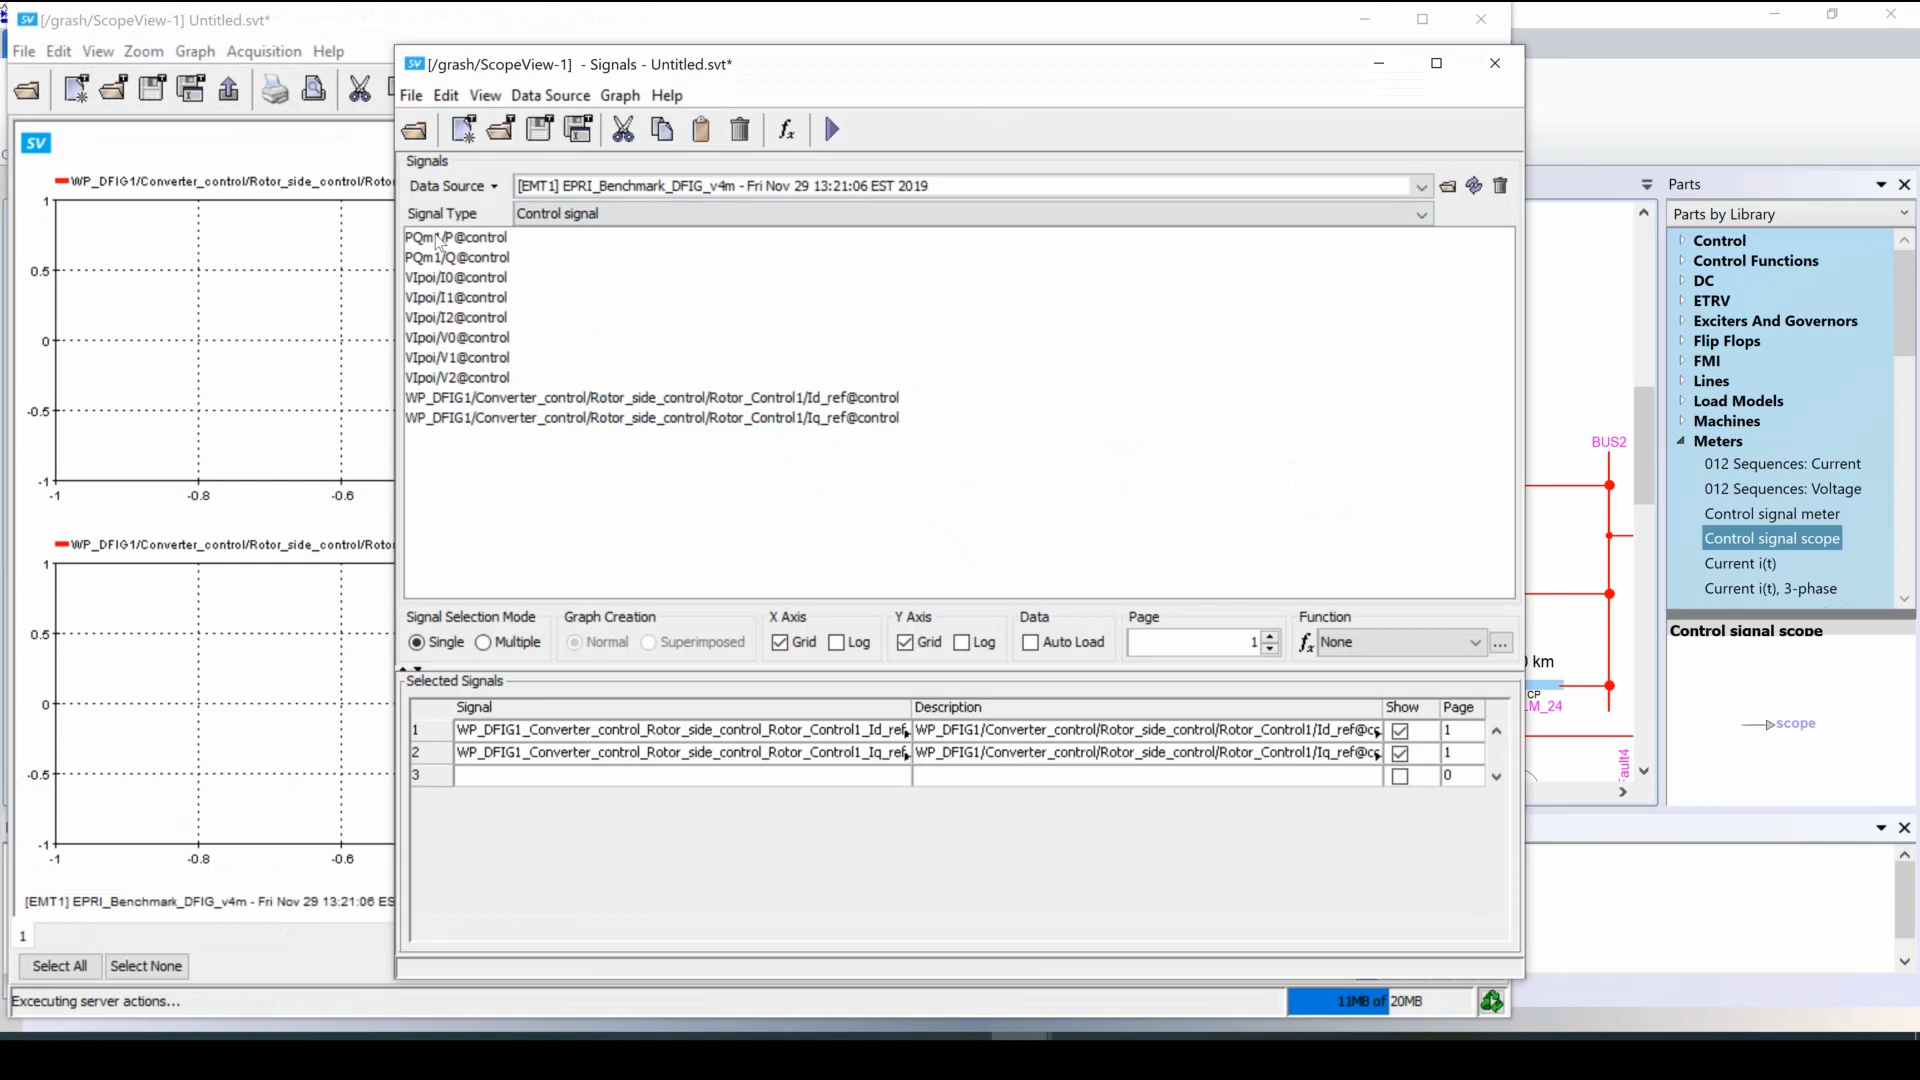 SV [/grash/ScopeView-1] Untitled.svt*
File Edit View Zoom Graph Acquisition Help
SV
WP_DFIG1/Converter_control/Rotor_side_control/Roto
1
0.5
0
-0.5
-1
-1 -0.8 -0.6
WP_DFIG1/Converter_control/Rotor_side_control/Roto
1
0.5
0
-0.5
-1
-1 -0.8 -0.6
[EMT1] EPRI_Benchmark_DFIG_v4m - Fri Nov 29 13:21:06 ES
1
Select All Select None
Excecuting server actions...
11MB of 20MB
SV [/grash/ScopeView-1] - Signals - Untitled.svt*
File Edit View Data Source Graph Help
fx
Signals
Data Source [EMT1] EPRI_Benchmark_DFIG_v4m - Fri Nov 29 13:21:06 EST 2019
Signal Type Control signal
PQm1/P@control
PQm1/Q@control
VIpoi/I0@control
VIpoi/I1@control
VIpoi/I2@control
VIpoi/V0@control
VIpoi/V1@control
VIpoi/V2@control
WP_DFIG1/Converter_control/Rotor_side_control/Rotor_Control1/Id_ref@control
WP_DFIG1/Converter_control/Rotor_side_control/Rotor_Control1/Iq_ref@control
Signal Selection Mode Graph Creation X Axis Y Axis Data Page Function
Single Multiple Normal Superimposed Grid Log Grid Log Auto Load 1 fx None ...
Selected Signals
Signal Description Show Page
1 WP_DFIG1_Converter_control_Rotor_side_control_Rotor_Control1_Id_ref WP_DFIG1/Converter_control/Rotor_side_control/Rotor_Control1/Id_ref@cc 1
2 WP_DFIG1_Converter_control_Rotor_side_control_Rotor_Control1_Iq_ref WP_DFIG1/Converter_control/Rotor_side_control/Rotor_Control1/Iq_ref@cc 1
3 0
BUS2
km
CP
LM_24
Fault4
Parts
Parts by Library
Control
Control Functions
DC
ETRV
Exciters And Governors
Flip Flops
FMI
Lines
Load Models
Machines
Meters
012 Sequences: Current
012 Sequences: Voltage
Control signal meter
Control signal scope
Current i(t)
Current i(t), 3-phase
Control signal scope
scope